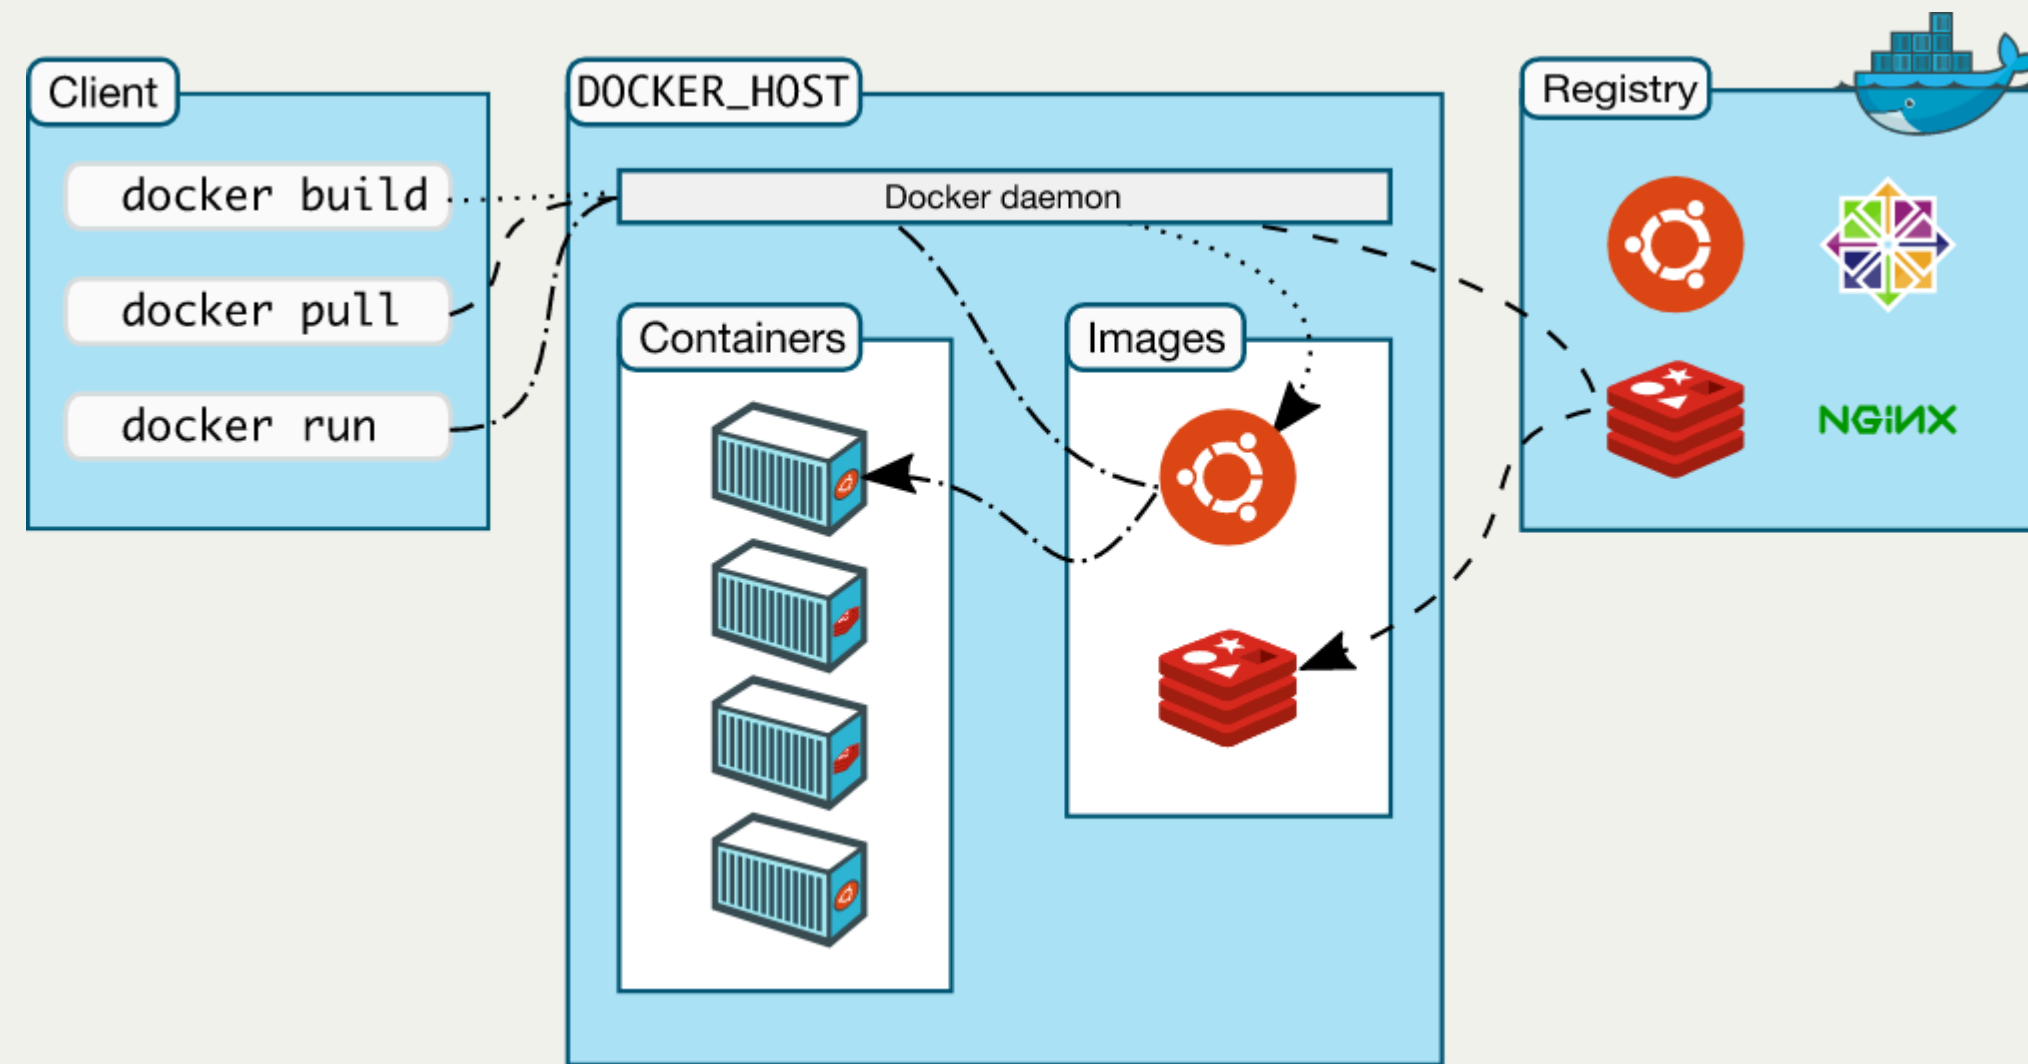 Client
docker build
docker pull
docker run
DOCKER_HOST
Docker daemon
Containers
Images
Registry
NGiNX